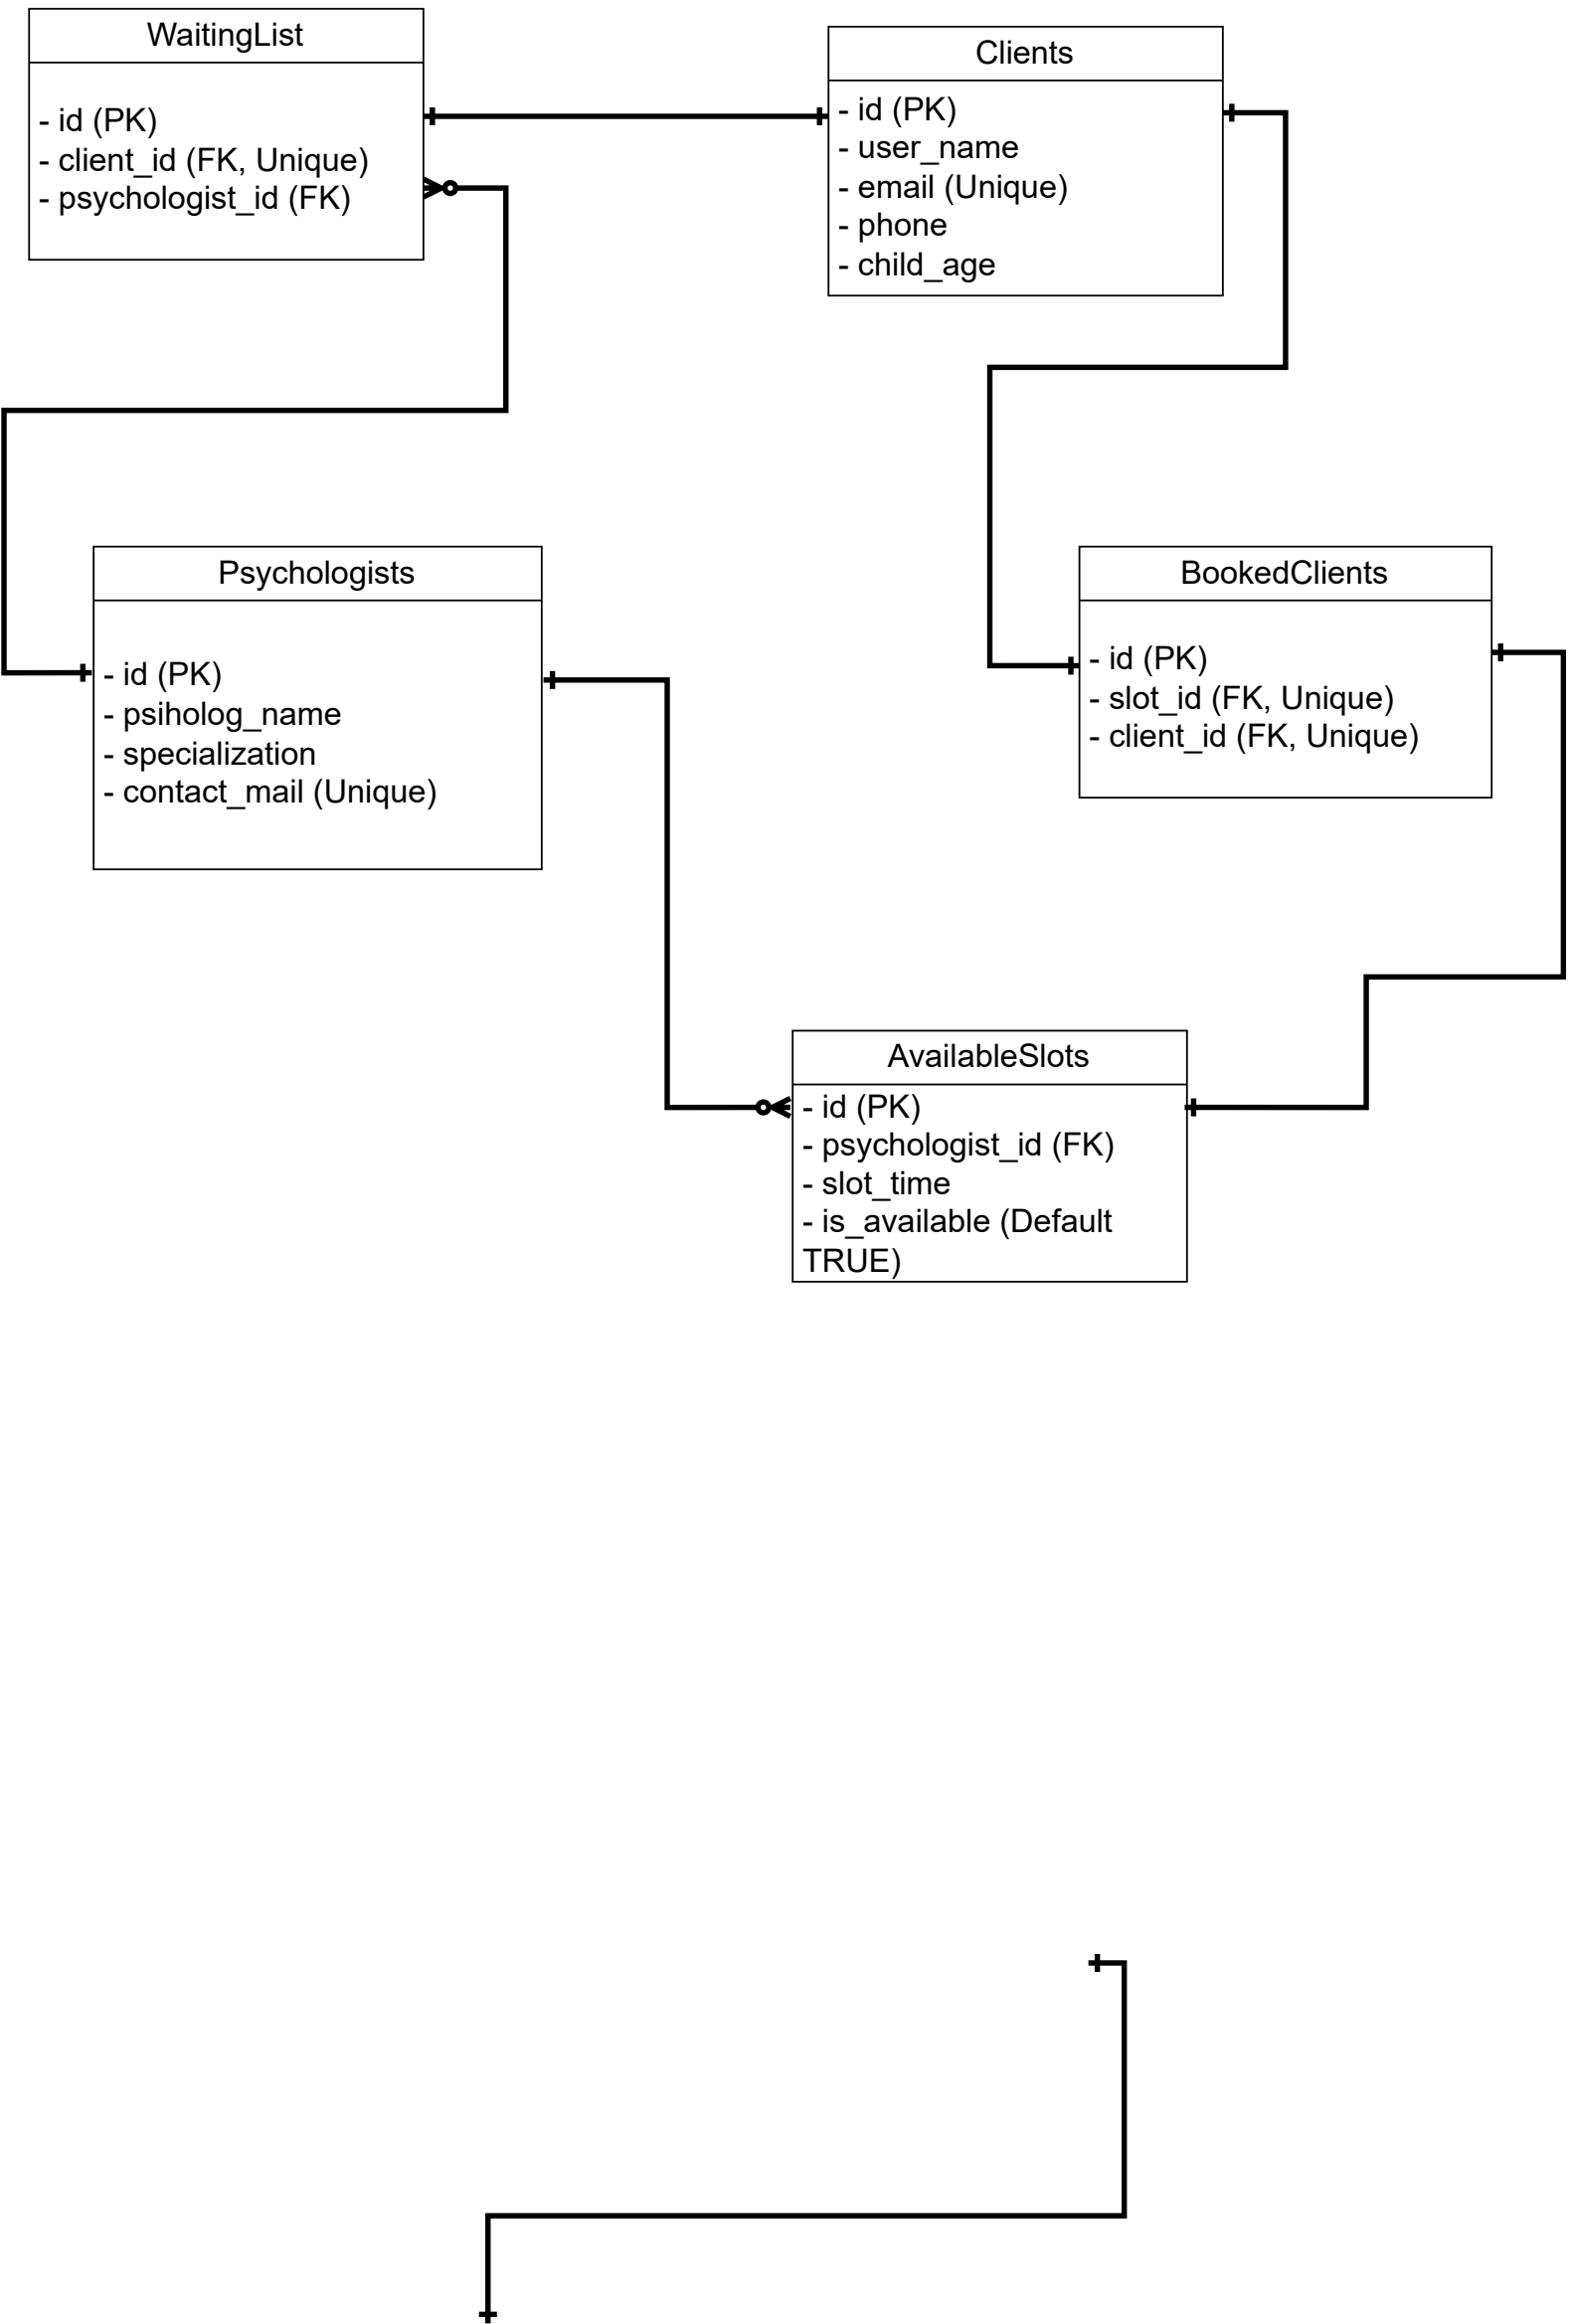 WaitingList
- id (PK)
- client_id (FK, Unique)
- psychologist_id (FK)
Clients
- id (PK)
- user_name
- email (Unique)
- phone
- child_age
Psychologists
- id (PK)
- psiholog_name
- specialization
- contact_mail (Unique)
BookedClients
- id (PK)
- slot_id (FK, Unique)
- client_id (FK, Unique)
AvailableSlots
- id (PK)
- psychologist_id (FK)
- slot_time
- is_available (Default
TRUE)